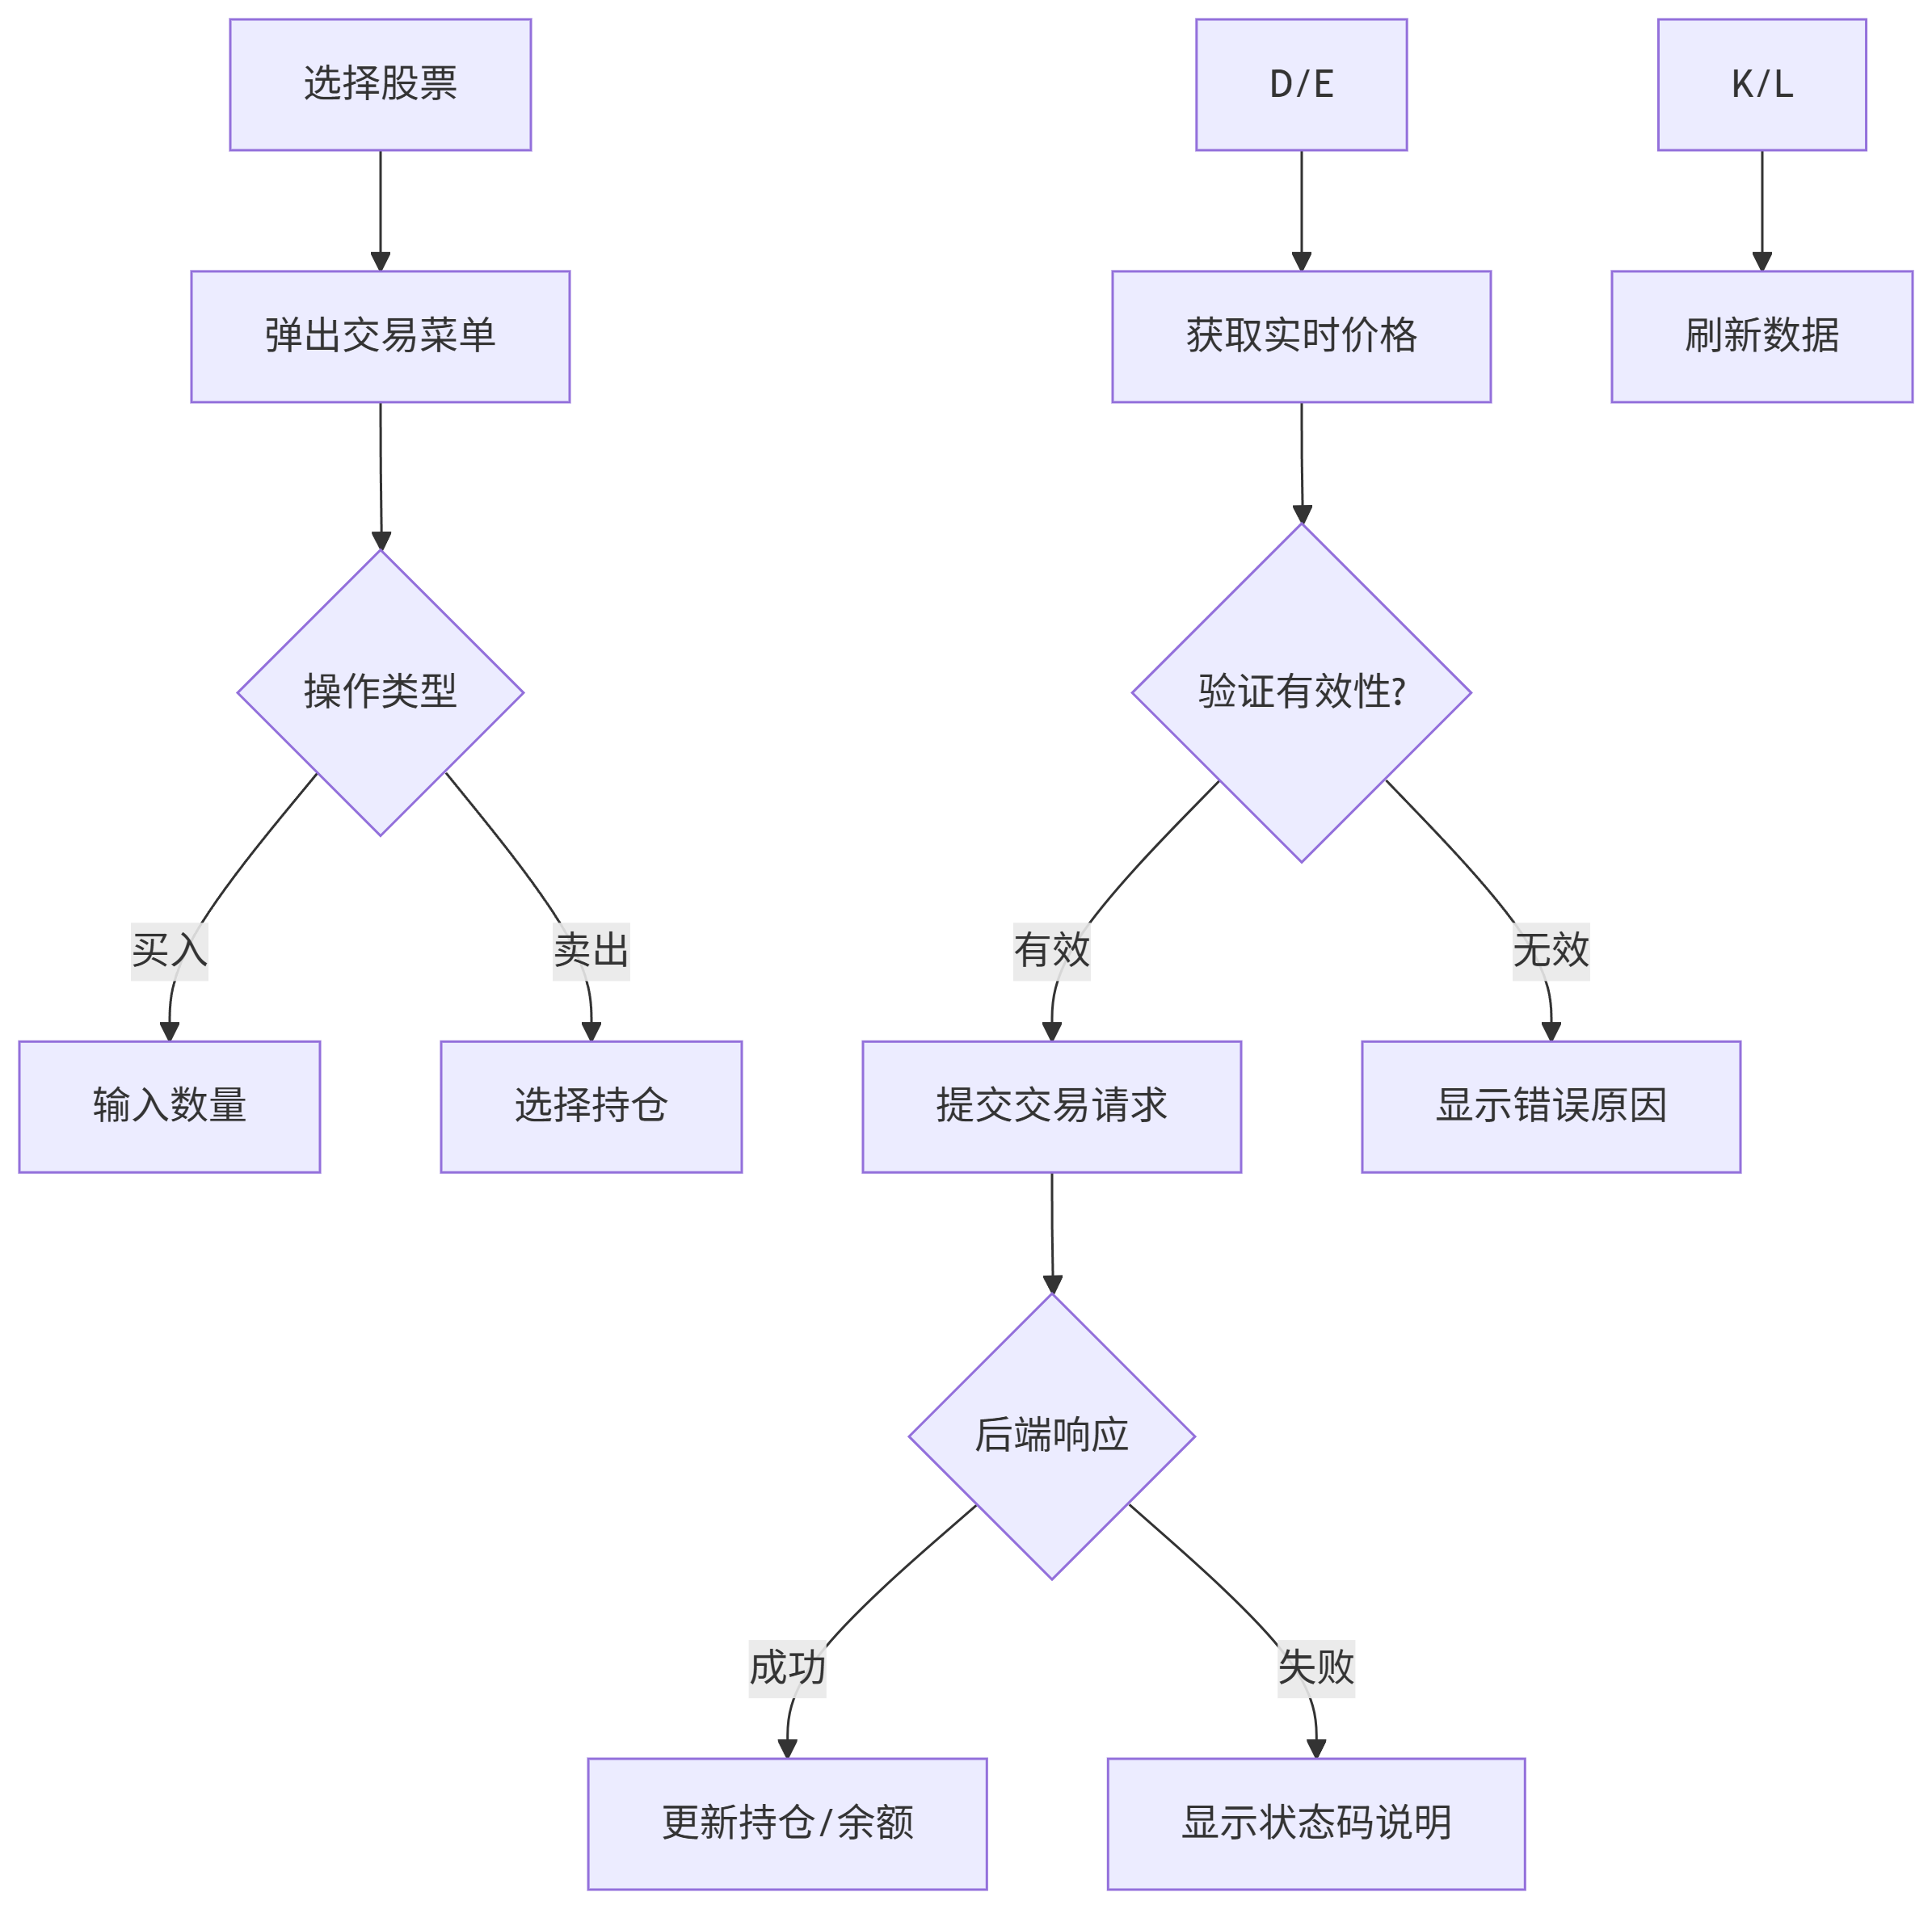 选择股票
D/E
K/L
弹出交易菜单
获取实时价格
刷新数据
操作类型
验证有效性?
买入
卖出
有效
无效
输入数量
选择持仓
提交交易请求
显示错误原因
后端响应
成功
失败
更新持仓/余额
显示状态码说明